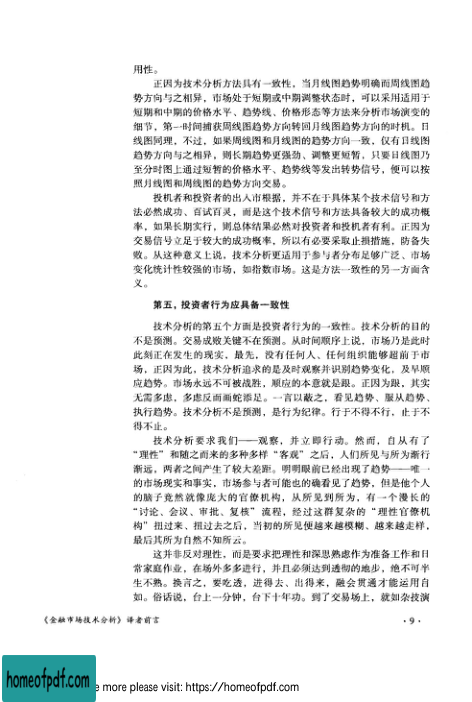 用性。
正因为技术分析方法具有一致性，当月线图趋势明确而周线图趋
势方向与之相异，市场处于短期或中期调整状态时，可以采用适用于
短期和中期的价格水平、趋势线、价格形态等方法来分析市场演变的
细节，第一时间捕获周线图趋势方向转回月线图趋势方向的时机。日
线图同理，不过，如果周线图和月线图的趋势方向一致，仅有日线图
趋势方向与之相异，则长期趋势更强劲、调整更短暂，只要日线图乃
至分时图上通过短暂的价格水平、趋势线等发出转势信号，便可以按
照月线图和周线图的趋势方向交易。
投机者和投资者的出入市根据，并不在于具体某个技术信号和方
法必然成功、百试百灵，而是这个技术信号和方法具备较大的成功概
率，如果长期实行，则总体结果必然对投资者和投机者有利。正因为
交易信号立足于较大的成功概率，所以有必要采取止损措施，防备失
败。从这种意义上说，技术分析更适用于参与者分布足够广泛、市场
变化统计性较强的市场，如指数市场。这是方法一致性的另一方面含
义。
第五，投资者行为应具备一致性
技术分析的第五个方面是投资者行为的一致性。技术分析的目的
不是预测。交易成败关键不在预测。从时间顺序上说，市场乃是此时
此刻正在发生的现实，最先，没有任何人、任何组织能够超前于市
场，正因为此，技术分析追求的是及时观察并识别趋势变化，及早顺
应趋势。市场永远不可被战胜，顺应的本意就是跟。正因为跟，其实
无需多虑，多虑反而画蛇添足。一言以蔽之，看见趋势、服从趋势、
执行趋势。技术分析不是预测，是行为纪律。行于不得不行，止于不
得不止。
技术分析要求我们——观察，并立即行动。然而，自从有了
“理性”和随之而来的多种多样“客观”之后，人们所见与所为渐行
渐远，两者之间产生了较大差距。明明眼前已经出现了趋势——唯一
的市场现实和事实，市场参与者可能也的确看见了趋势，但是他个人
的脑子竟然就像庞大的官僚机构，从所见到所为，有一个漫长的
“讨论、会议、审批、复核”流程，经过这群复杂的“理性官僚机
构”扭过来、扭过去之后，当初的所见便越来越模糊、越来越走样，
最后其所为自然不知所云。
这并非反对理性，而是要求把理性和深思熟虑作为准备工作和日
常家庭作业，在场外多多进行，并且必须达到透彻的地步，绝不可半
生不熟。换言之，要吃透，进得去、出得来，融会贯通才能运用自
如。俗话说，台上一分钟，台下十年功。到了交易场上，就如杂技演
《金融市场技术分析》译者前言 ·9·
homeofpdf.com
e more please visit: https://homeofpdf.com